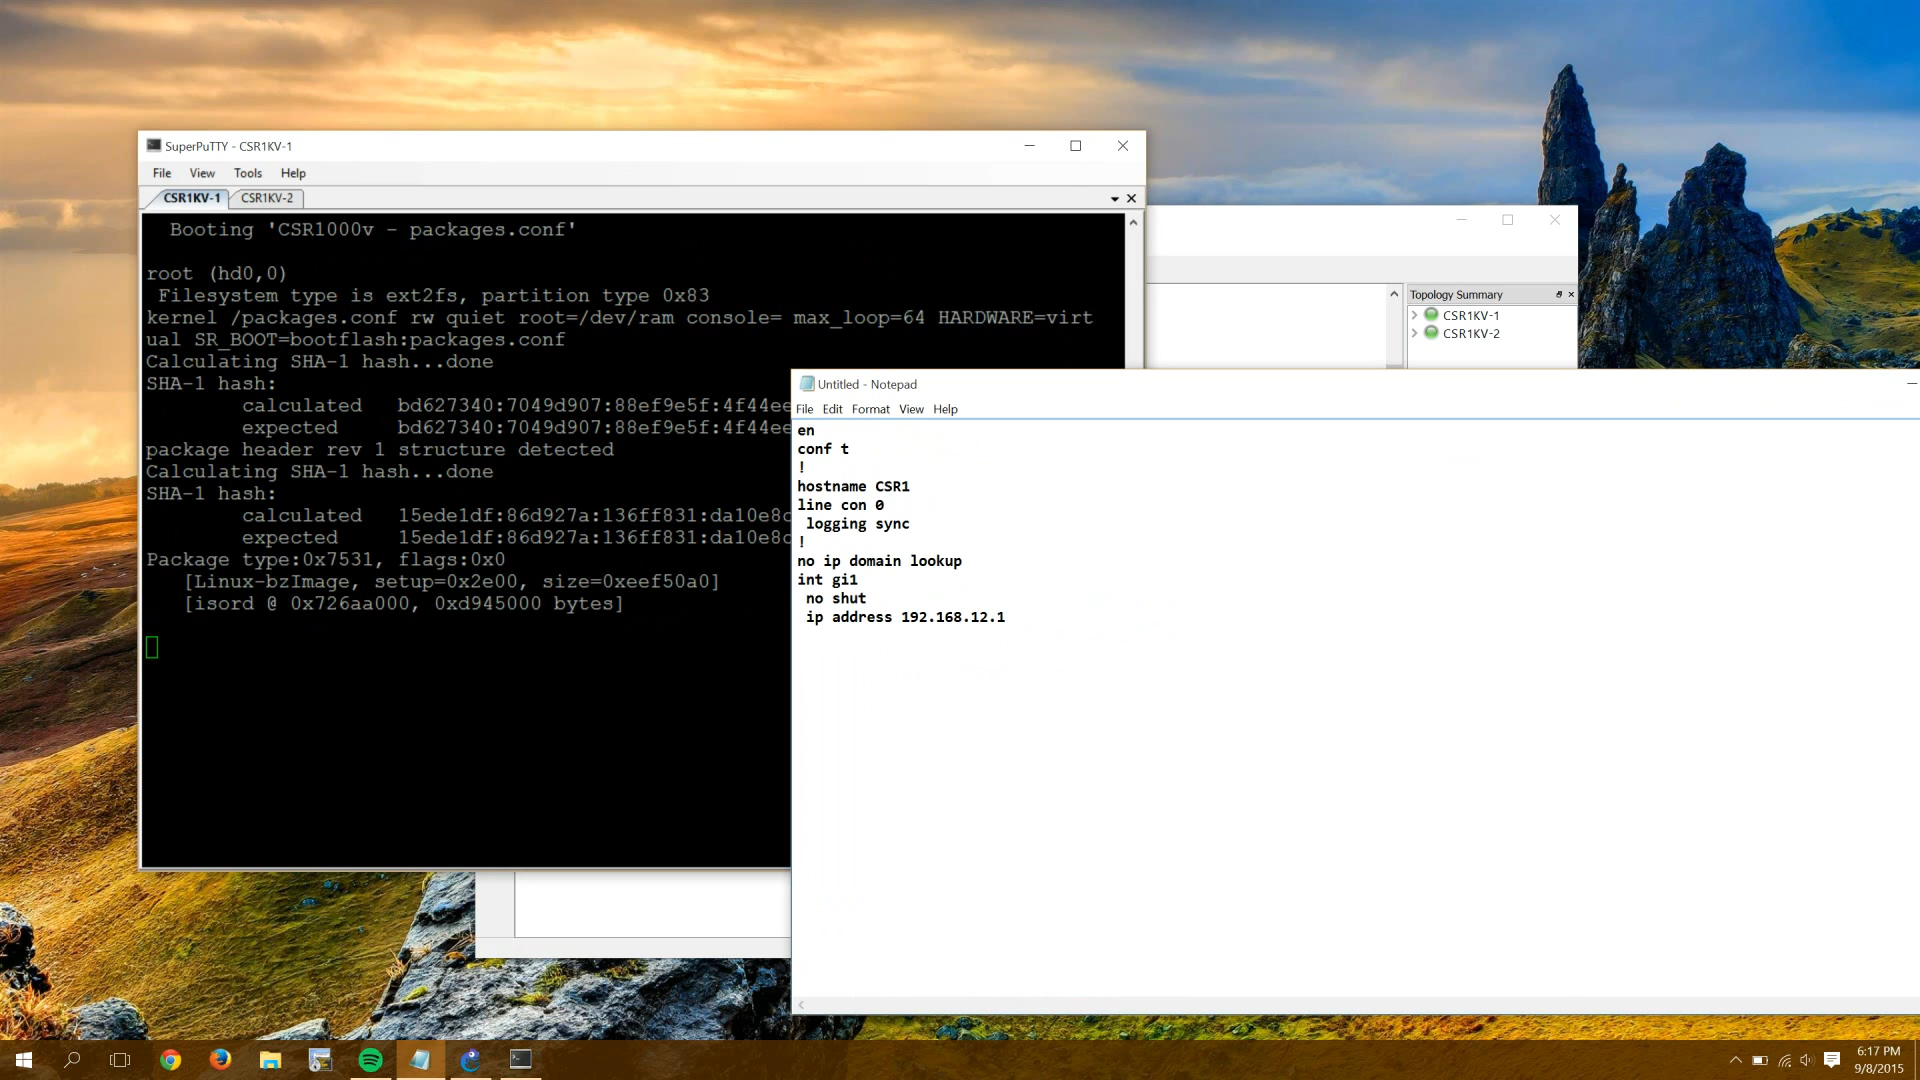 SuperPuTTY - CSR1KV-1
File View Tools Help
CSR1KV-1 CSR1KV-2
Booting 'CSR1000v - packages.conf'
root (hd0,0)
Filesystem type is ext2fs, partition type 0x83
kernel /packages.conf rw quiet root=/dev/ram console= max_loop=64 HARDWARE=virt
ual SR_BOOT=bootflash:packages.conf
Calculating SHA-1 hash...done
SHA-1 hash:
calculated bd627340:7049d907:88ef9e5f:4f44ee
expected bd627340:7049d907:88ef9e5f:4f44ee
package header rev 1 structure detected
Calculating SHA-1 hash...done
SHA-1 hash:
calculated 15ede1df:86d927a:136ff831:da10e8c
expected 15ede1df:86d927a:136ff831:da10e8c
Package type:0x7531, flags:0x0
[Linux-bzImage, setup=0x2e00, size=0xeef50a0]
[isord @ 0x726aa000, 0xd945000 bytes]
Topology Summary
CSR1KV-1
CSR1KV-2
Untitled - Notepad
File Edit Format View Help
en
conf t
!
hostname CSR1
line con 0
logging sync
!
no ip domain lookup
int gi1
no shut
ip address 192.168.12.1
6:17 PM
9/8/2015